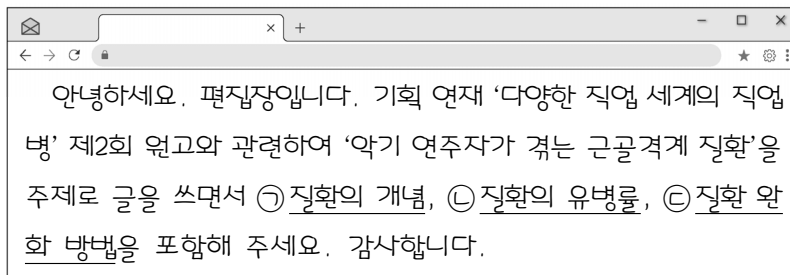 안녕하세요. 편집장입니다. 기획 연재 ‘다양한 직업 세계의 직업
병’ 제2회 원고와 관련하여 ‘악기 연주자가 겪는 근골격계 질환’을
주제로 글을 쓰면서 ㉠질환의 개념, ㉡질환의 유병률, ㉢질환 완
화 방법을 포함해 주세요. 감사합니다.